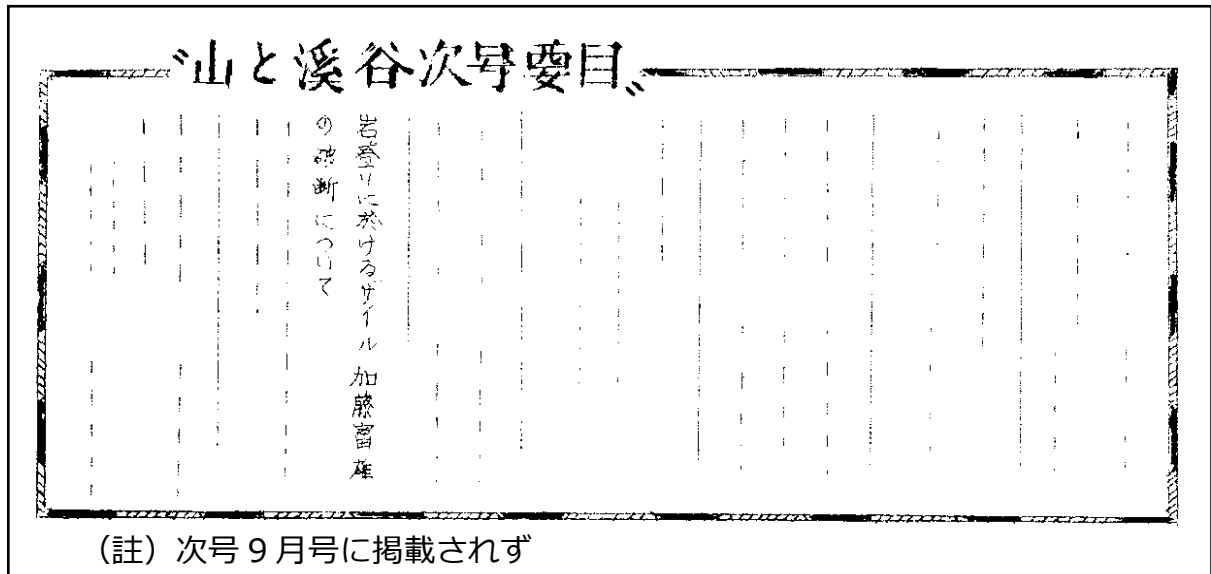 〝山と溪谷次号要目〟
岩登りに於けるザイル 加藤富雄
の破断について
(註)次号9月号に掲載されず